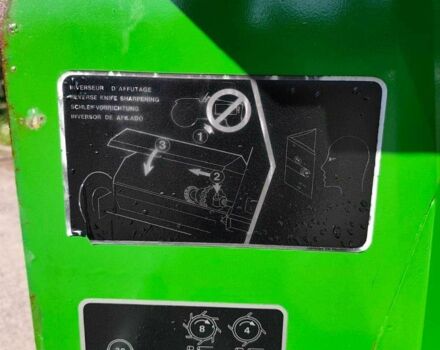 INVERSEUR D'AFFUTAGE
REVERSE KNIFE SHARPENING
SCHLEIFVORRICHTUNG
INVERSOR DE AFILADO
1
3
2
8
4